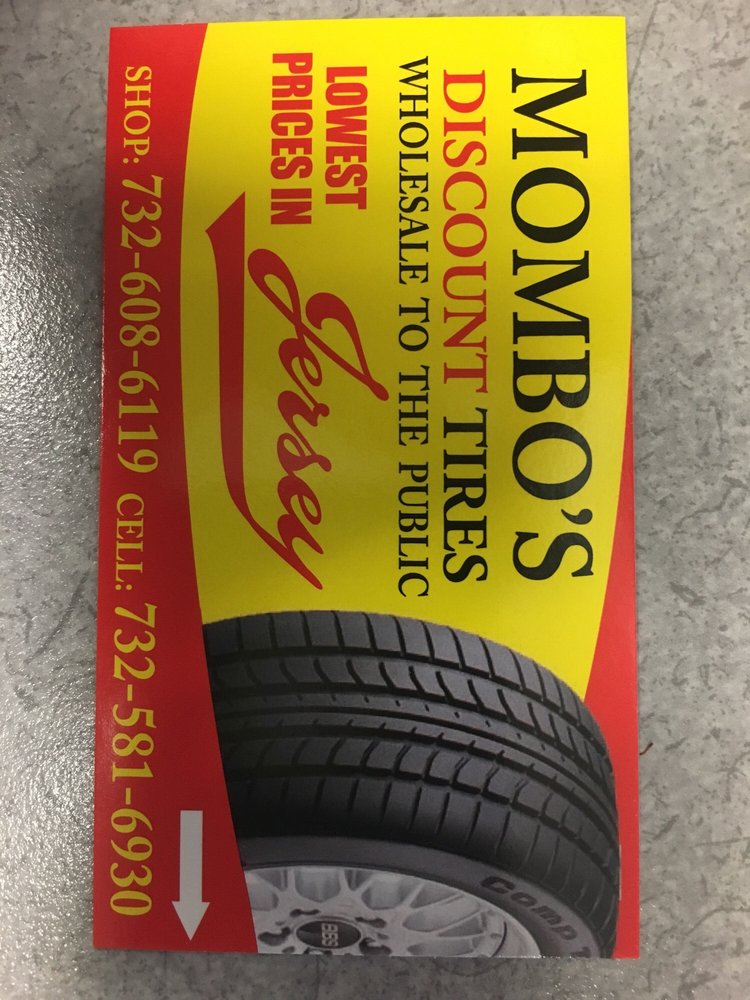 MOMBO'S
DISCOUNT TIRES
WHOLESALE TO THE PUBLIC
LOWEST
PRICES IN
Jersey
Comp
SHOP: 732-608-6119 CELL: 732-581-6930